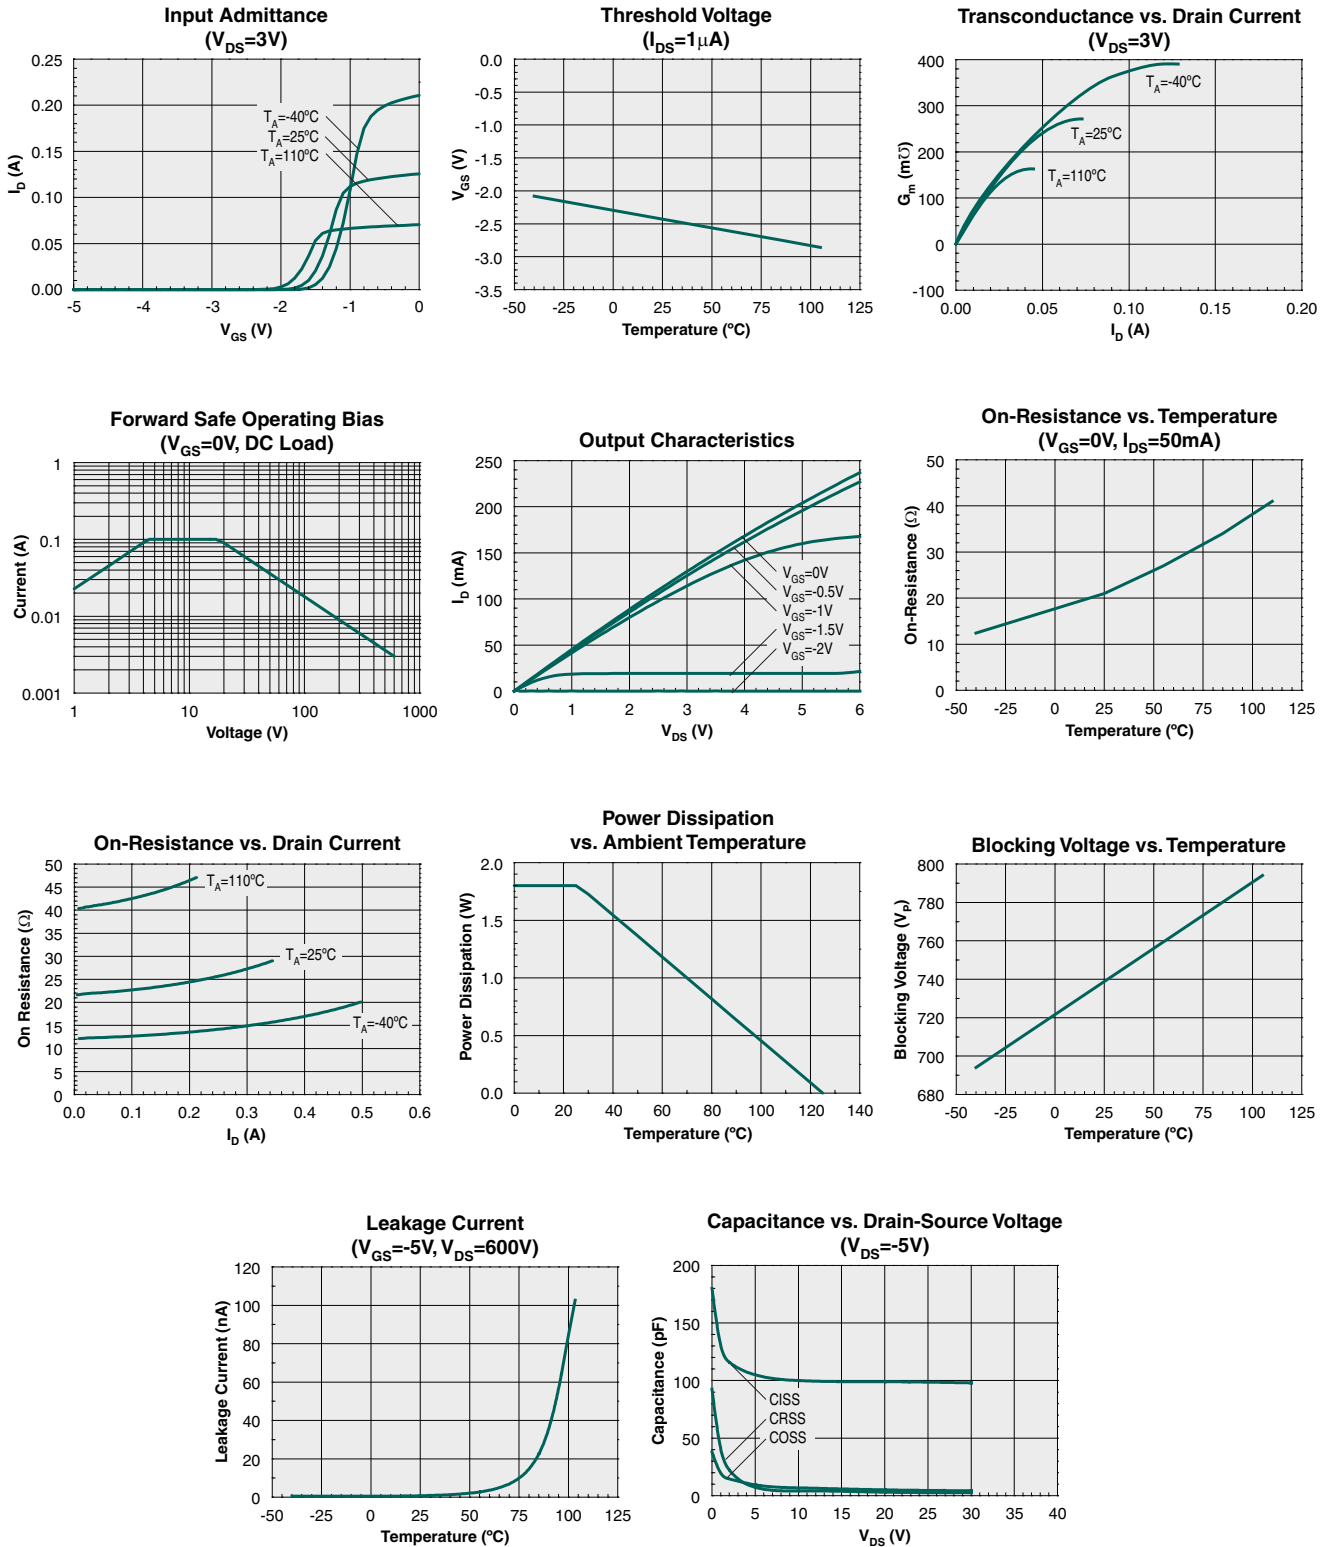 Input Admittance
(VDS=3V)
0.25
0.20
0.15
0.10
0.05
0.00
ID (A)
TA=-40ºC
TA=25ºC
TA=110ºC
-5 -4 -3 -2 -1 0
VGS (V)
Threshold Voltage
(IDS=1μA)
0.0
-0.5
-1.0
-1.5
-2.0
-2.5
-3.0
-3.5
VGS (V)
-50 -25 0 25 50 75 100 125
Temperature (ºC)
Transconductance vs. Drain Current
(VDS=3V)
400
300
200
100
0
-100
Gm (m℧)
TA=-40ºC
TA=25ºC
TA=110ºC
0.00 0.05 0.10 0.15 0.20
ID (A)
Forward Safe Operating Bias
(VGS=0V, DC Load)
1
0.1
0.01
0.001
Current (A)
1 10 100 1000
Voltage (V)
Output Characteristics
250
200
150
100
50
0
ID (mA)
VGS=0V
VGS=-0.5V
VGS=-1V
VGS=-1.5V
VGS=-2V
0 1 2 3 4 5 6
VDS (V)
On-Resistance vs. Temperature
(VGS=0V, IDS=50mA)
50
40
30
20
10
0
On-Resistance (Ω)
-50 -25 0 25 50 75 100 125
Temperature (ºC)
On-Resistance vs. Drain Current
50
45
40
35
30
25
20
15
10
5
0
On Resistance (Ω)
TA=110ºC
TA=25ºC
TA=-40ºC
0.0 0.1 0.2 0.3 0.4 0.5 0.6
ID (A)
Power Dissipation
vs. Ambient Temperature
2.0
1.5
1.0
0.5
0.0
Power Dissipation (W)
0 20 40 60 80 100 120 140
Temperature (ºC)
Blocking Voltage vs. Temperature
800
780
760
740
720
700
680
Blocking Voltage (VP)
-50 -25 0 25 50 75 100 125
Temperature (ºC)
Leakage Current
(VGS=-5V, VDS=600V)
120
100
80
60
40
20
0
Leakage Current (nA)
-50 -25 0 25 50 75 100 125
Temperature (ºC)
Capacitance vs. Drain-Source Voltage
(VDS=-5V)
200
150
100
50
0
Capacitance (pF)
CISS
CRSS
COSS
0 5 10 15 20 25 30 35 40
VDS (V)